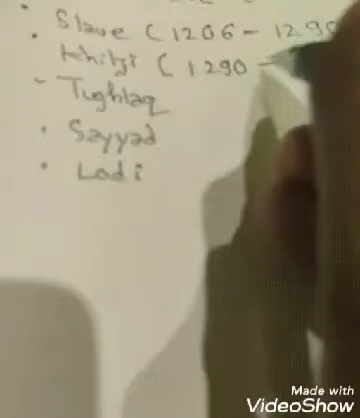 • Slave (1206 - 1290
Khilji (1290 -
- Tughlaq
• Sayyad
• Lodi
Made with
VideoShow